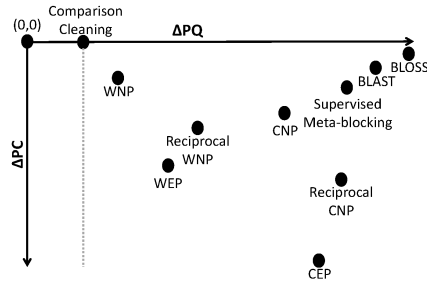 Comparison
Cleaning
(0,0)
ΔPQ
BLOSS
BLAST
WNP
Supervised
Meta-blocking
CNP
Reciprocal
WNP
ΔPC
WEP
Reciprocal
CNP
CEP